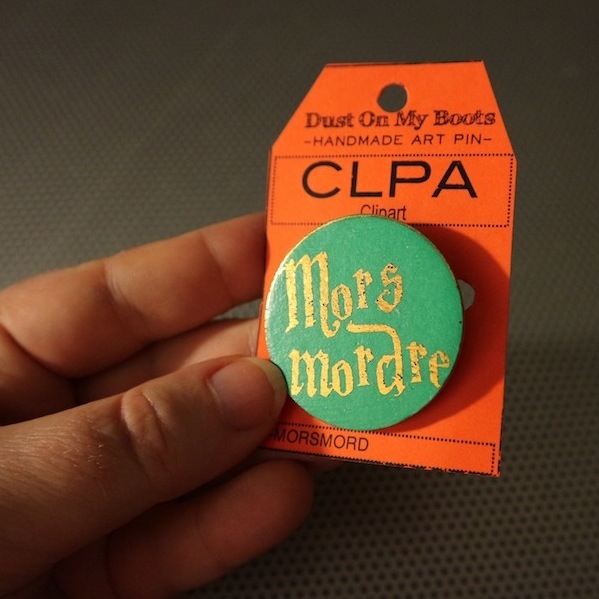 Dust On My Boots
-HANDMADE ART PIN-
CLPA
Clipart
Mors
mordre
-MORSMORD